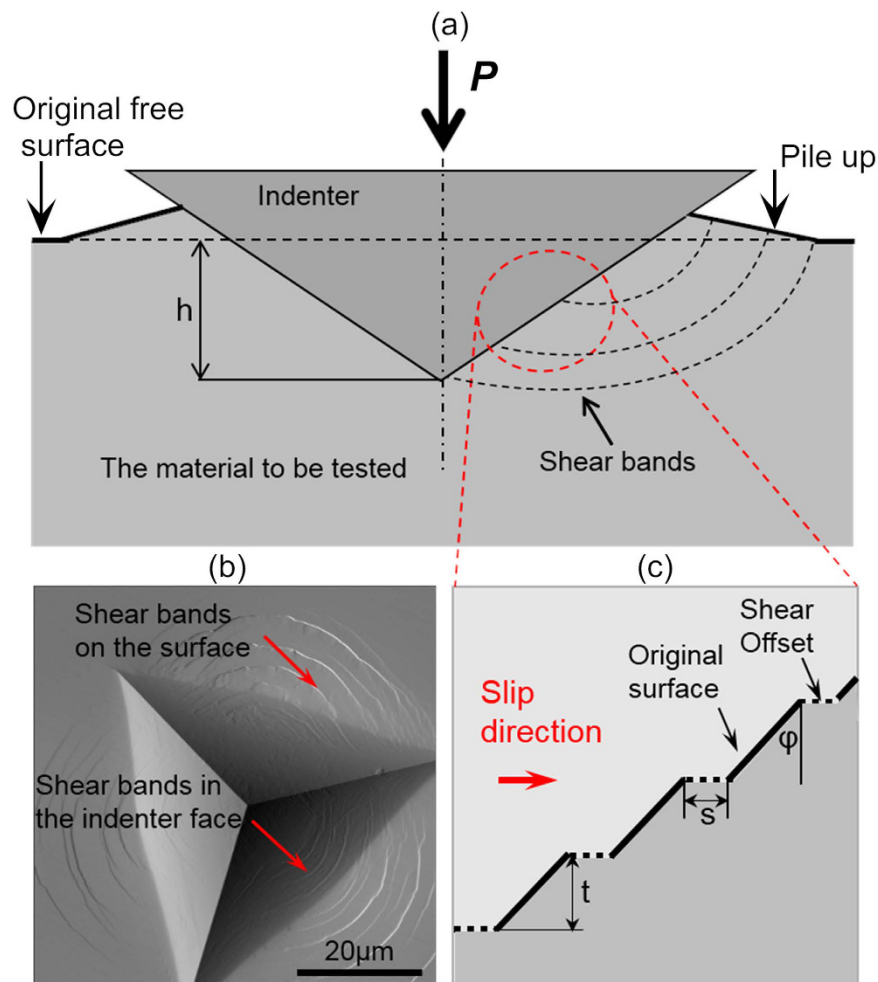 (a)
P
Original free
surface
Pile up
Indenter
h
Shear bands
The material to be tested
(b)
(c)
Shear bands
on the surface
Shear bands in
the indenter face
20μm
Shear
Offset
Original
surface
Slip
direction
φ
s
t